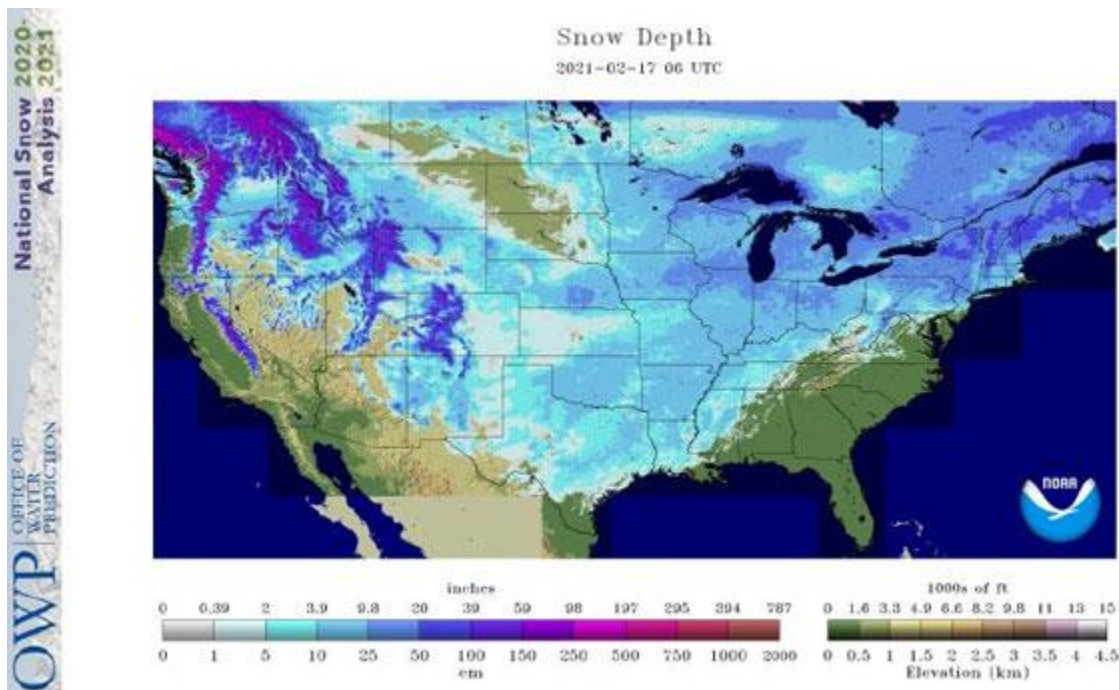 National Snow 2020-
Analysis 2021
OWP
OFFICE OF
WATER
PREDICTION
Snow Depth
2021-02-17 06 UTC
NOAA
inches
0 0.39 2 3.9 9.8 20 39 59 98 197 295 394 787
0 1 5 10 25 50 100 150 250 500 750 1000 2000
cm
1000s of ft
0 1.6 3.3 4.9 6.6 8.2 9.8 11 13 15
0 0.5 1 1.5 2 2.5 3 3.5 4 4.5
Elevation (km)